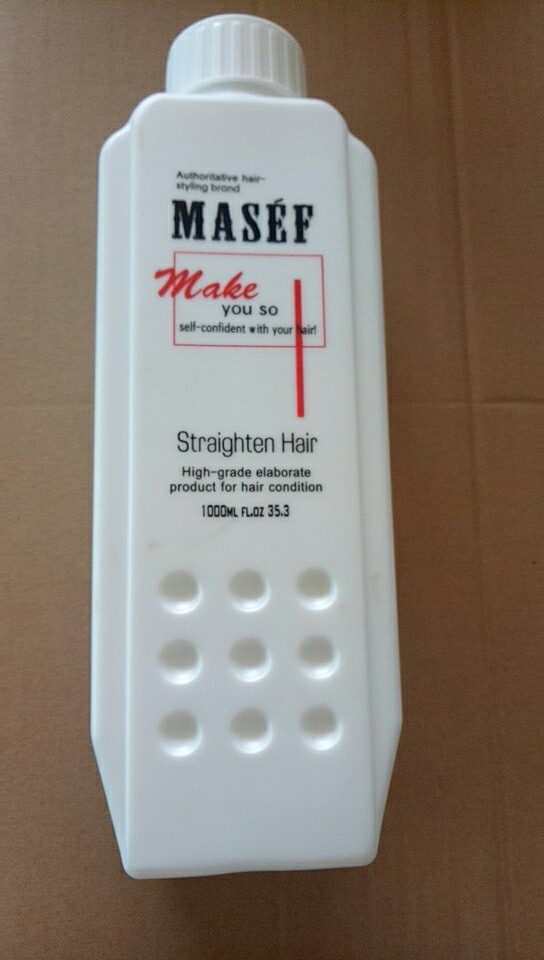 Authoritative hair-
styling brand
MASÉF
Make
you so
self-confident with your hair!
Straighten Hair
High-grade elaborate
product for hair condition
1000ML FL.OZ 35.3